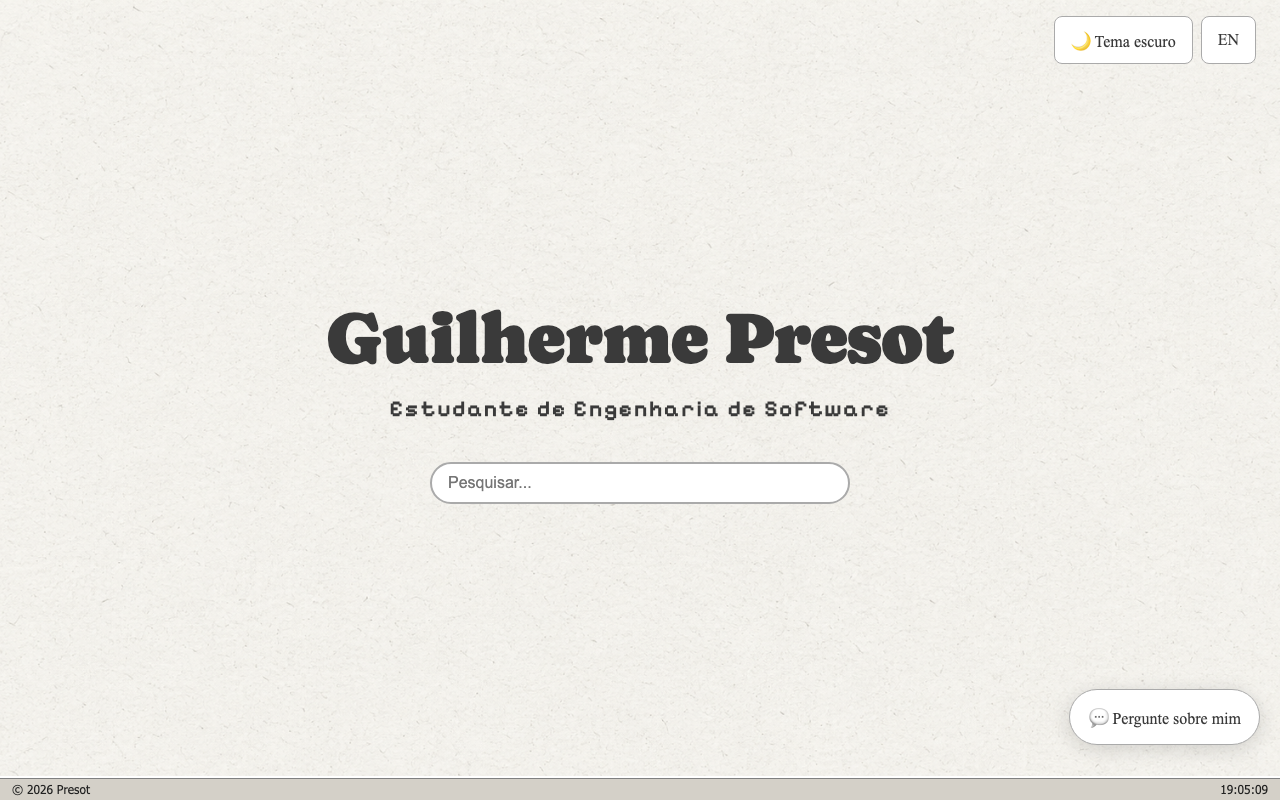 🌙 Tema escuro
EN
Guilherme Presot
Estudante de Engenharia de Software
Pesquisar...
💬 Pergunte sobre mim
© 2026 Presot
19:05:09